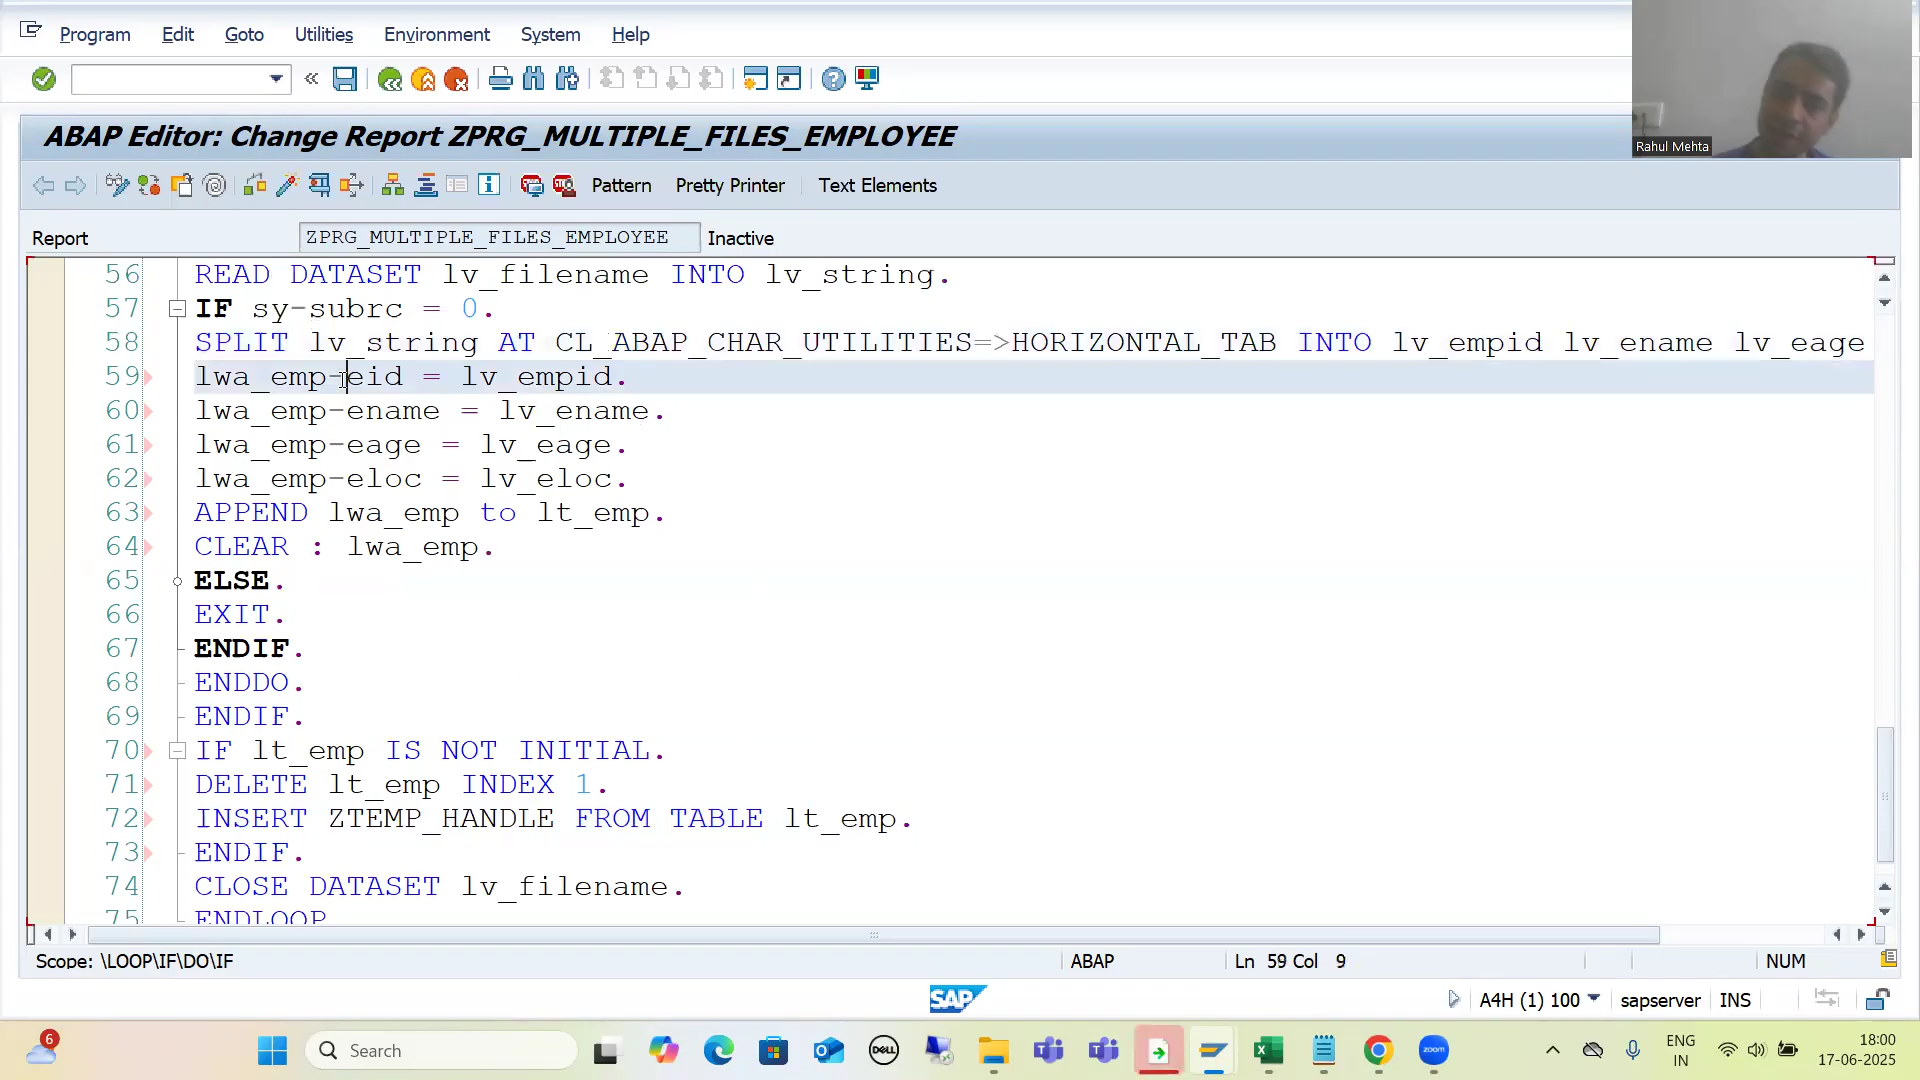 Program Edit Goto Utilities Environment System Help
Rahul Mehta
ABAP Editor: Change Report ZPRG_MULTIPLE_FILES_EMPLOYEE
Pattern Pretty Printer Text Elements
Report ZPRG_MULTIPLE_FILES_EMPLOYEE Inactive
56 READ DATASET lv_filename INTO lv_string.
57 IF sy-subrc = 0.
58 SPLIT lv_string AT CL_ABAP_CHAR_UTILITIES=>HORIZONTAL_TAB INTO lv_empid lv_ename lv_eage
59 lwa_emp-eid = lv_empid.
60 lwa_emp-ename = lv_ename.
61 lwa_emp-eage = lv_eage.
62 lwa_emp-eloc = lv_eloc.
63 APPEND lwa_emp to lt_emp.
64 CLEAR : lwa_emp.
65 ELSE.
66 EXIT.
67 ENDIF.
68 ENDDO.
69 ENDIF.
70 IF lt_emp IS NOT INITIAL.
71 DELETE lt_emp INDEX 1.
72 INSERT ZTEMP_HANDLE FROM TABLE lt_emp.
73 ENDIF.
74 CLOSE DATASET lv_filename.
75 ENDLOOP
Scope: \LOOP\IF\DO\IF ABAP Ln 59 Col 9 NUM
SAP A4H (1) 100 sapserver INS
6 Search DELL zoom ENG IN 18:00 17-06-2025